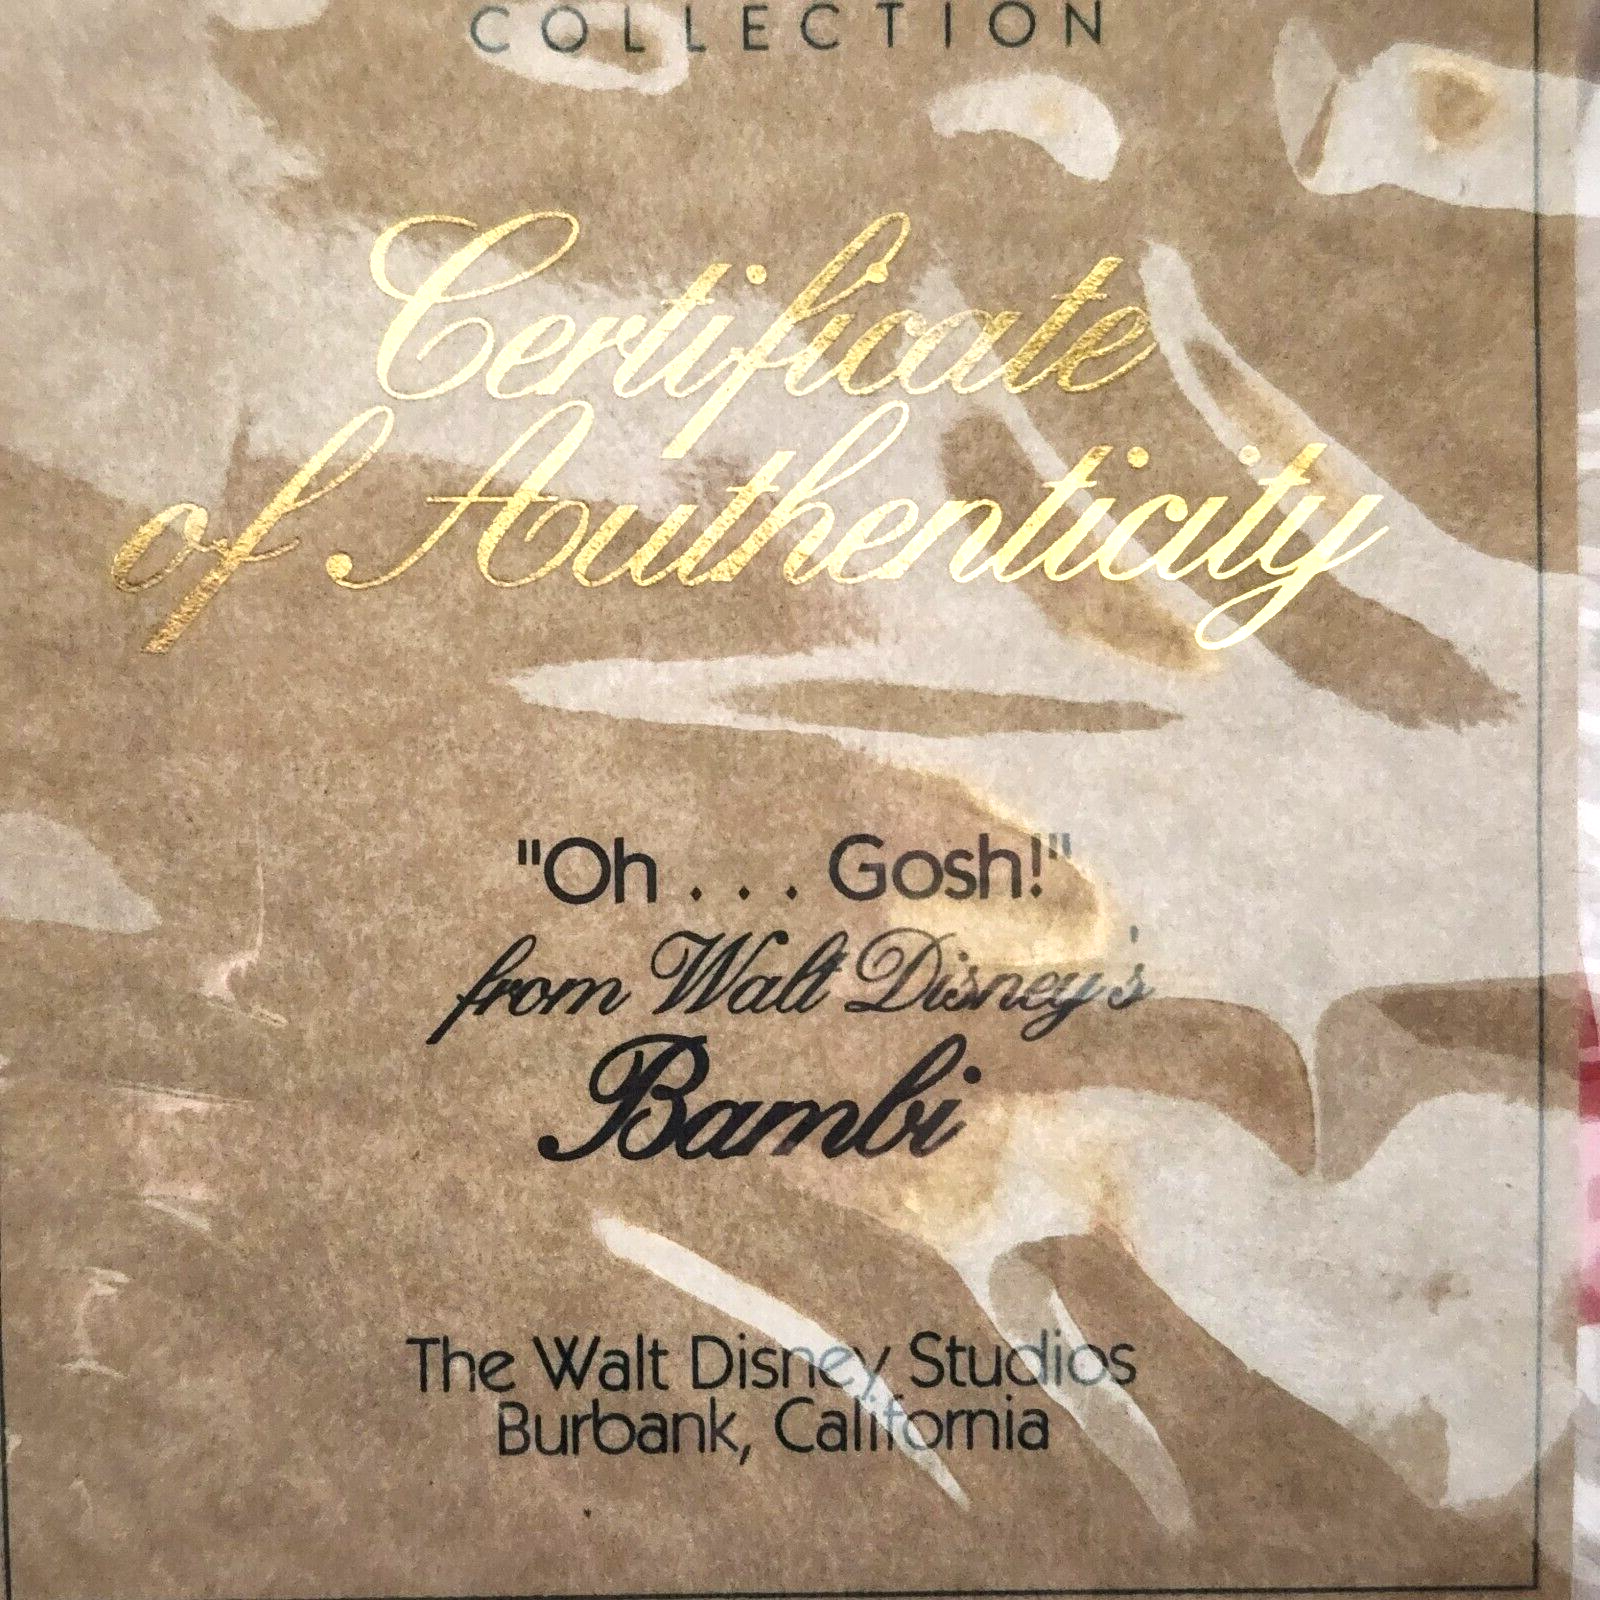 COLLECTION
Certificate
of Authenticity
"Oh . . . Gosh!"
from Walt Disney's
Bambi
The Walt Disney Studios
Burbank, California